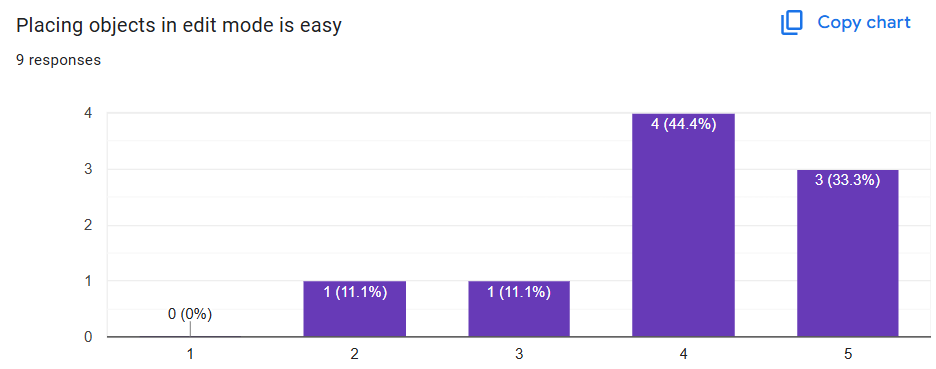 Placing objects in edit mode is easy
Copy chart
9 responses
4
3
2
1
0
0 (0%)
1 (11.1%)
1 (11.1%)
4 (44.4%)
3 (33.3%)
1 2 3 4 5